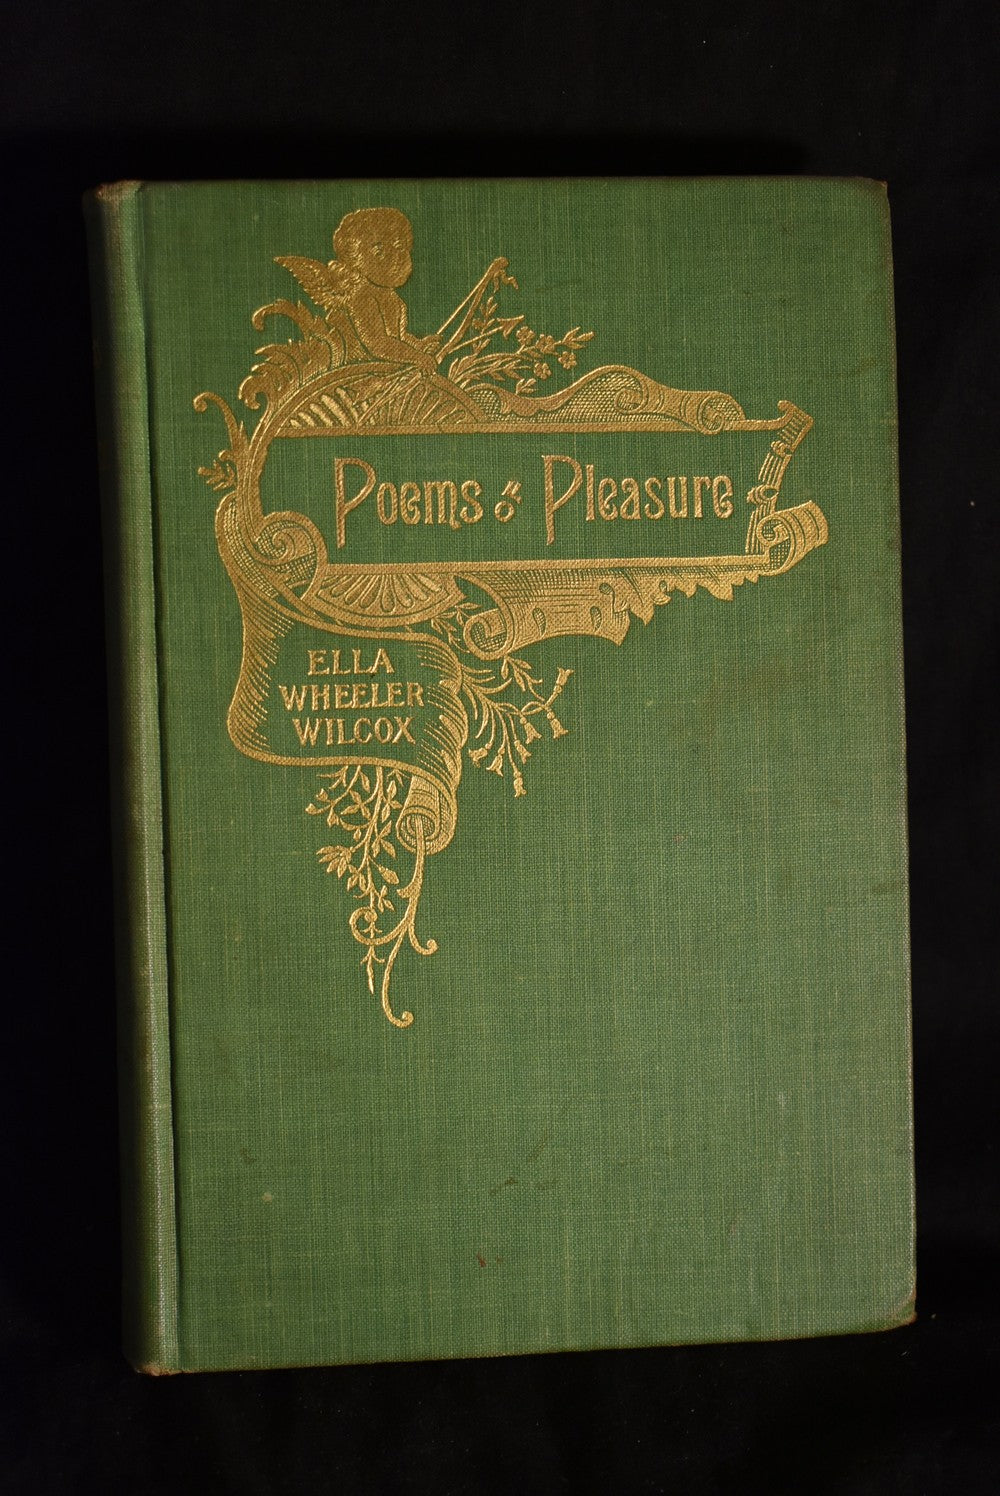 Poems of Pleasure
ELLA
WHEELER
WILCOX